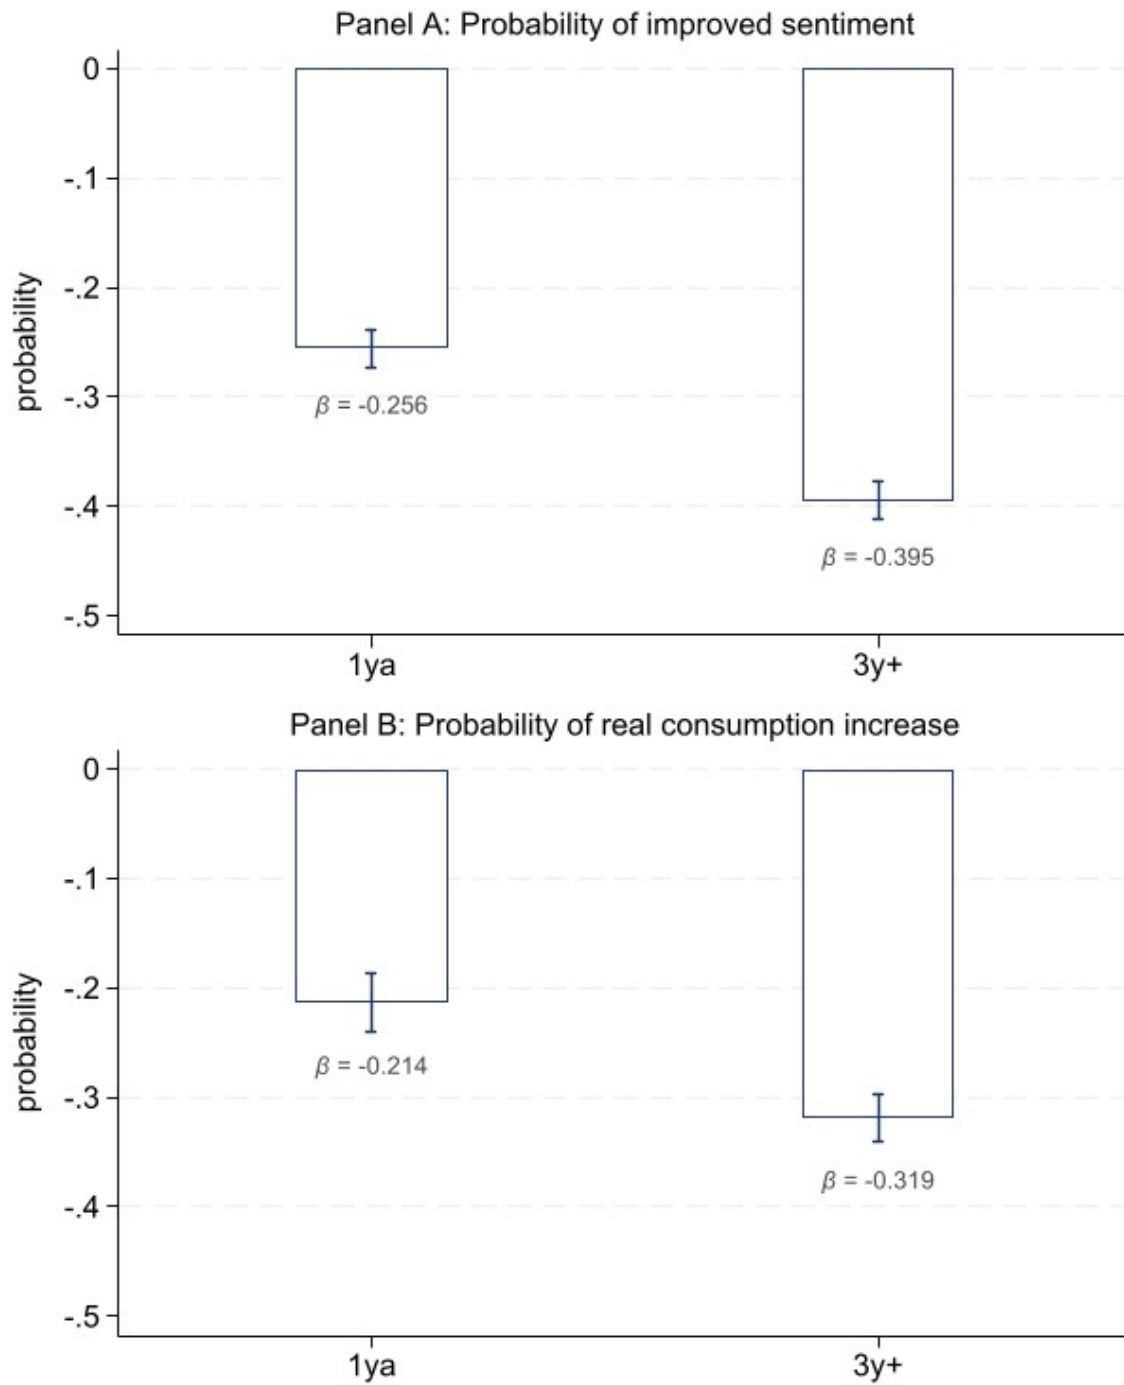 Panel A: Probability of improved sentiment
0
-.1
-.2
-.3
-.4
-.5
probability
β = -0.256
β = -0.395
1ya
3y+
Panel B: Probability of real consumption increase
0
-.1
-.2
-.3
-.4
-.5
probability
β = -0.214
β = -0.319
1ya
3y+